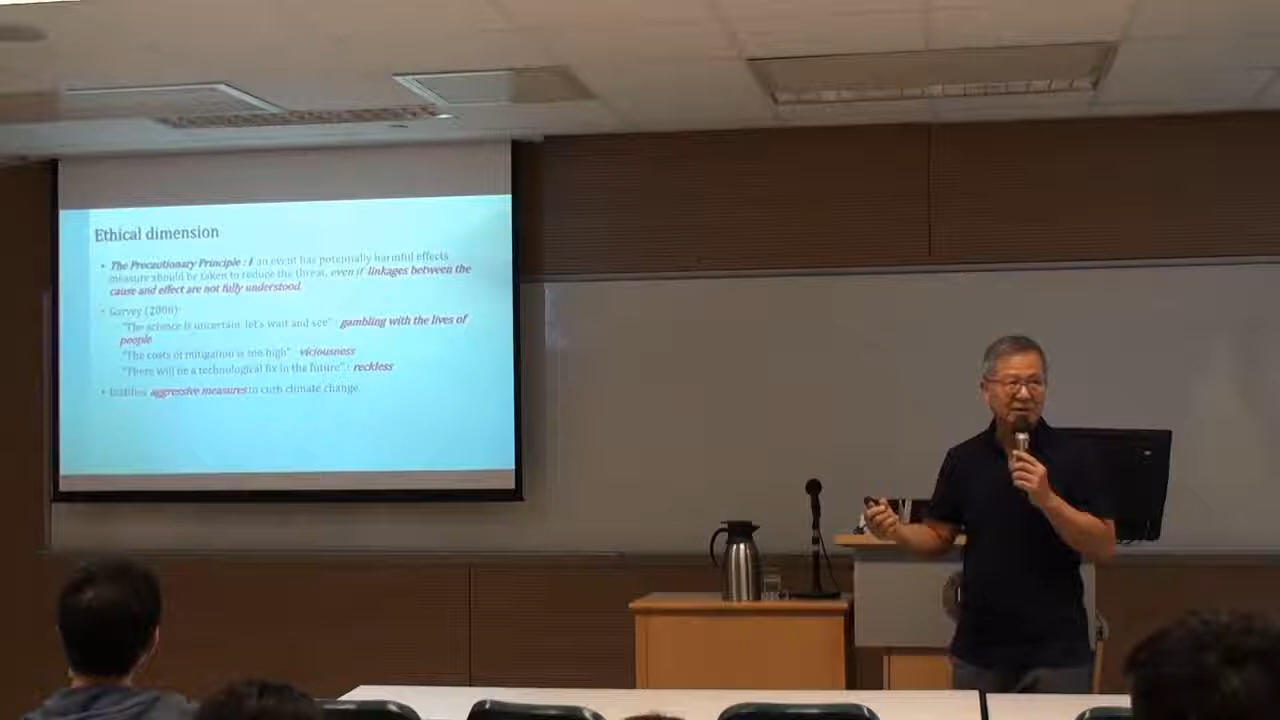 Ethical dimension
• The Precautionary Principle : if an event has potentially harmful effects
measure should be taken to reduce the threat, even if linkages between the
cause and effect are not fully understood.
• Garvey (2008):
"The science is uncertain. let's wait and see" : gambling with the lives of
people
"The costs of mitigation is too high" : viciousness
"There will be a technological fix in the future" : reckless
• aggressive measures to curb climate change.